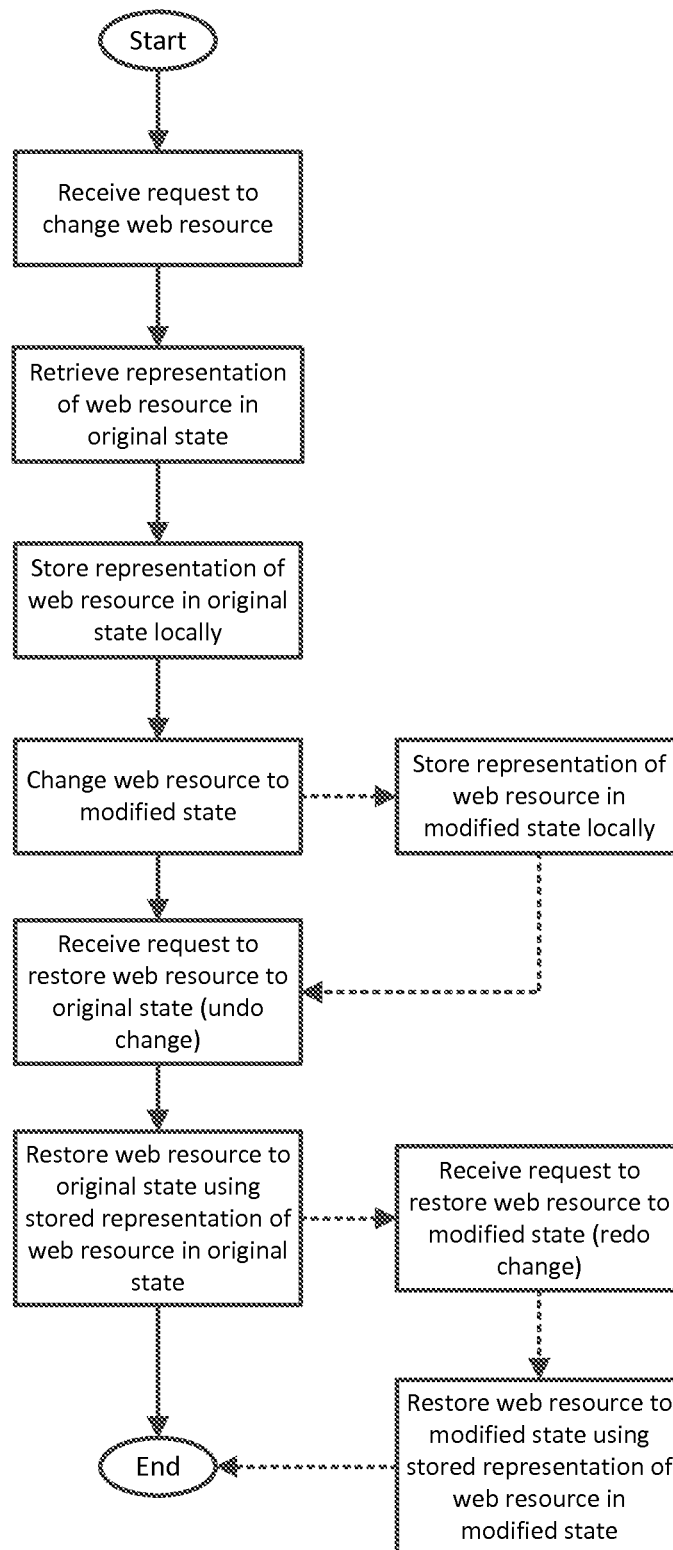 Start
Receive request to
change web resource
Retrieve representation
of web resource in
original state
Store representation of
web resource in original
state locally
Change web resource to
modified state
Store representation of
web resource in
modified state locally
Receive request to
restore web resource to
original state (undo
change)
Restore web resource to
original state using
stored representation of
web resource in original
state
Receive request to
restore web resource to
modified state (redo
change)
Restore web resource to
modified state using
stored representation of
web resource in
modified state
End